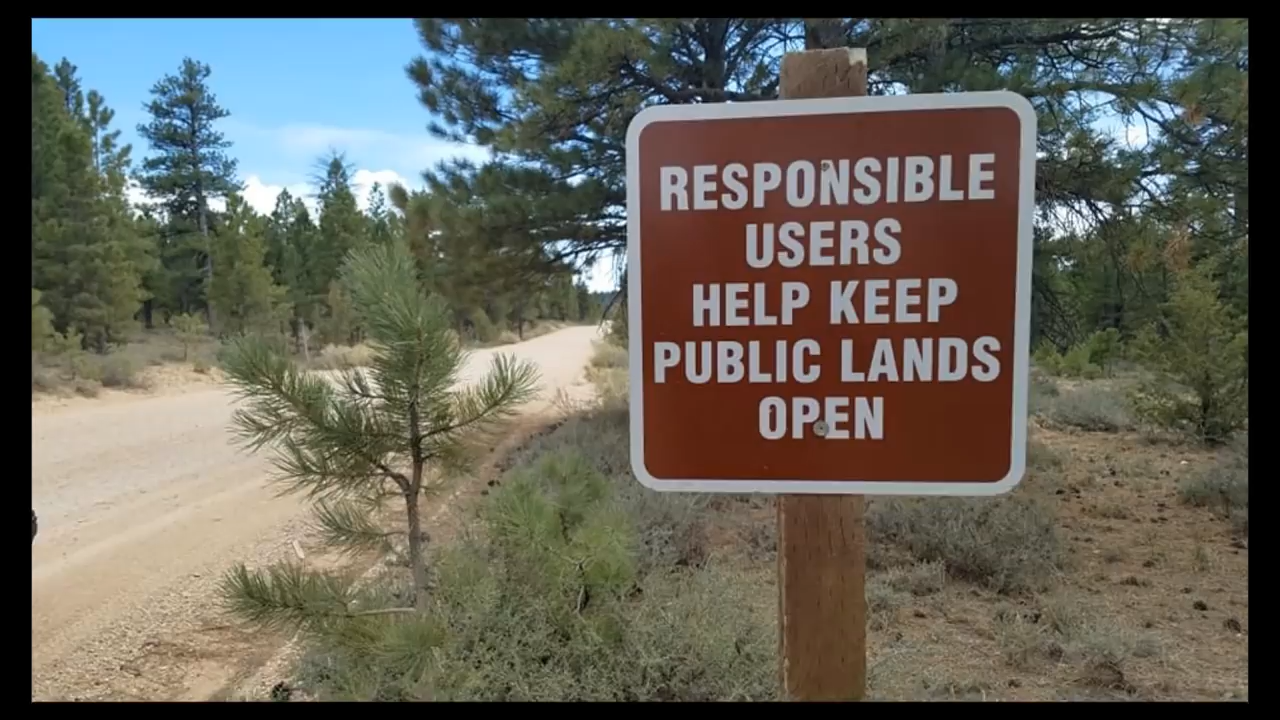 RESPONSIBLE
USERS
HELP KEEP
PUBLIC LANDS
OPEN